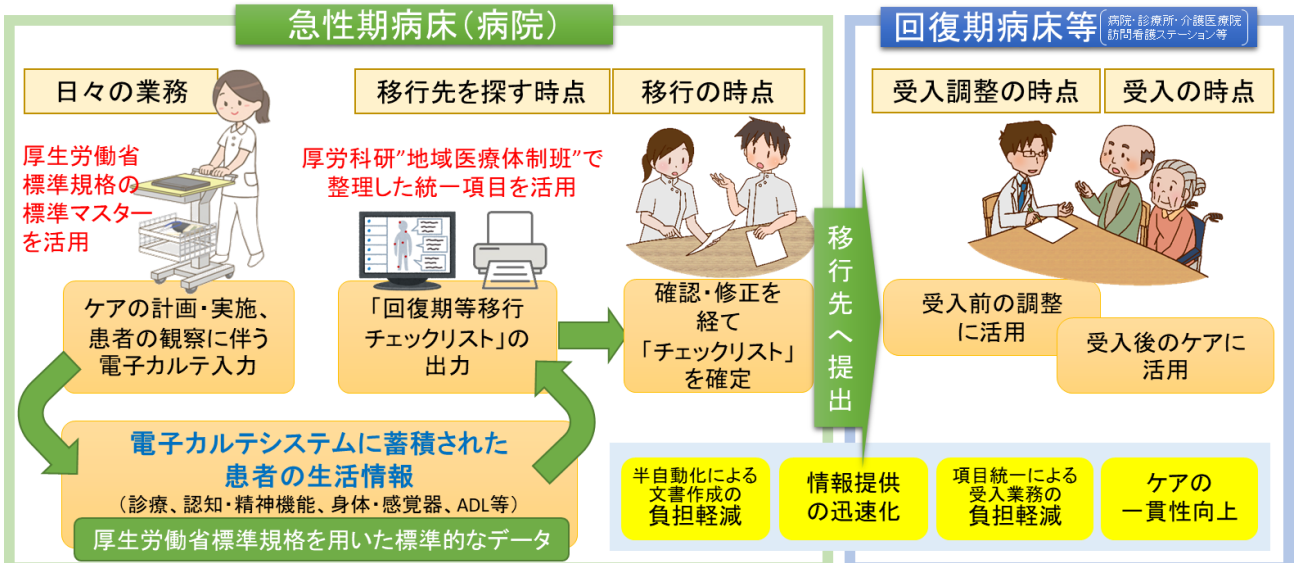 急性期病床（病院）
日々の業務
移行先を探す時点
移行の時点
厚生労働省
標準規格の
標準マスター
を活用
厚労科研”地域医療体制班”で
整理した統一項目を活用
ケアの計画・実施、
患者の観察に伴う
電子カルテ入力
「回復期等移行
チェックリスト」の
出力
確認・修正を
経て
「チェックリスト」
を確定
電子カルテシステムに蓄積された
患者の生活情報
（診療、認知・精神機能、身体・感覚器、ADL等）
厚生労働省標準規格を用いた標準的なデータ
移行先へ提出
回復期病床等
病院・診療所・介護医療院
訪問看護ステーション等
受入調整の時点
受入の時点
受入前の調整
に活用
受入後のケアに
活用
半自動化による
文書作成の
負担軽減
情報提供
の迅速化
項目統一による
受入業務の
負担軽減
ケアの
一貫性向上